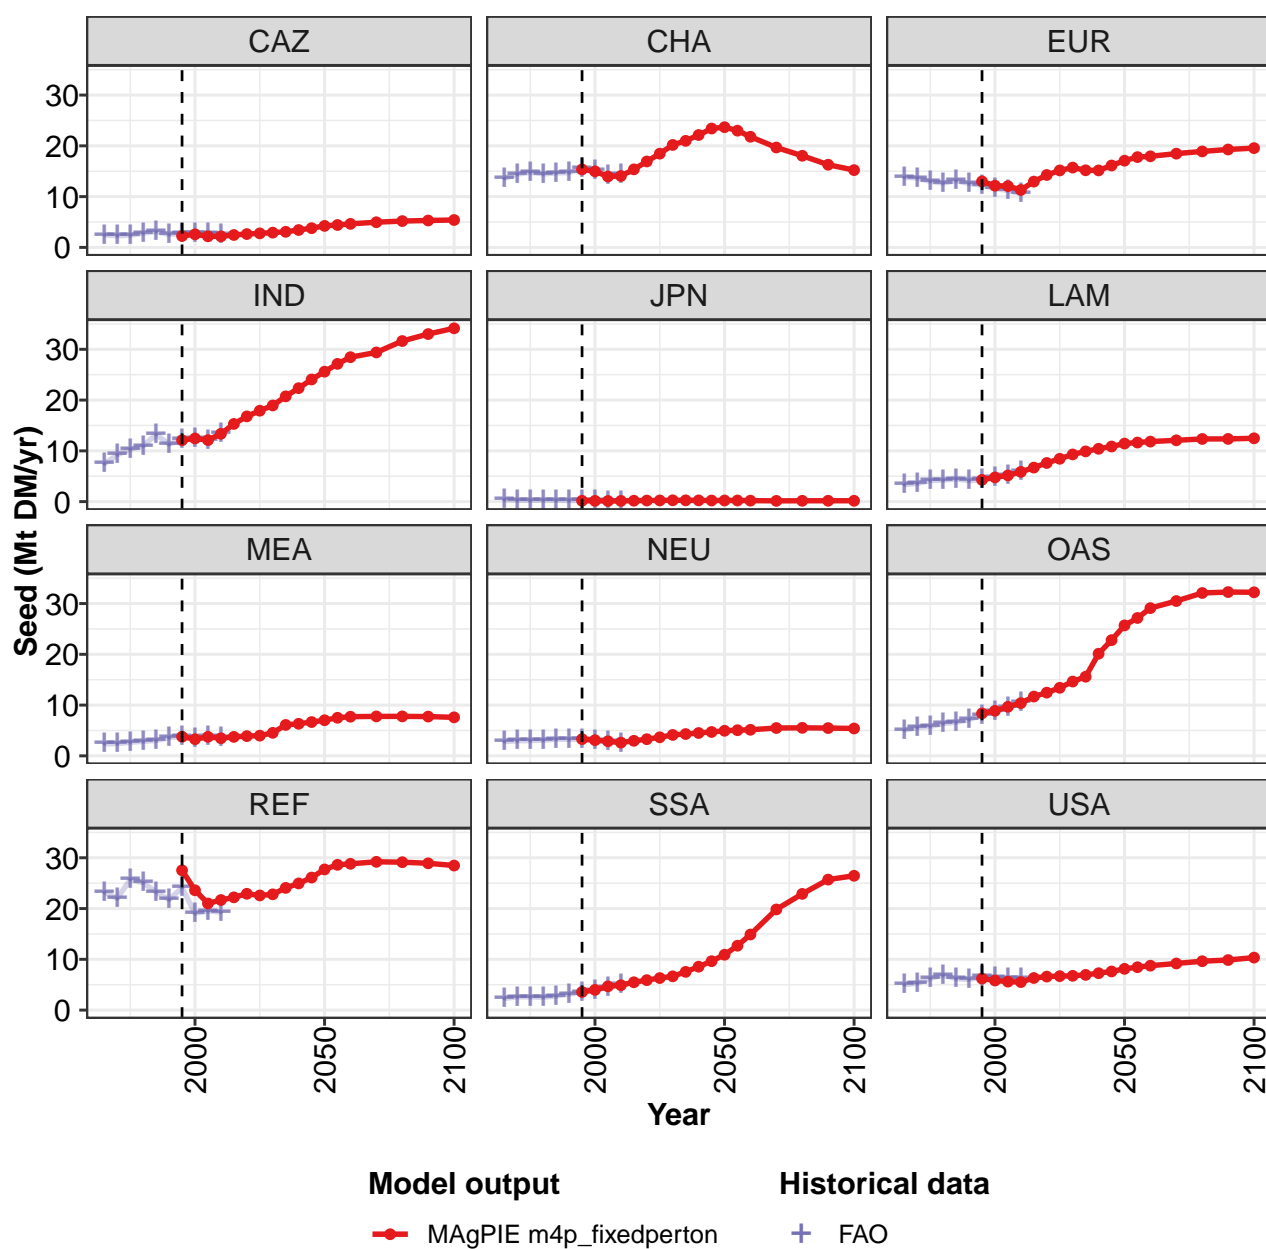 CAZ CHA EUR
30
20
10
0
IND JPN LAM
30
20
10
0
MEA NEU OAS
30
20
10
0
REF SSA USA
30
20
10
0
Seed (Mt DM/yr)
2000 2050 2100 2000 2050 2100 2000 2050 2100
Year
Model output Historical data
MAgPIE m4p_fixedperton FAO